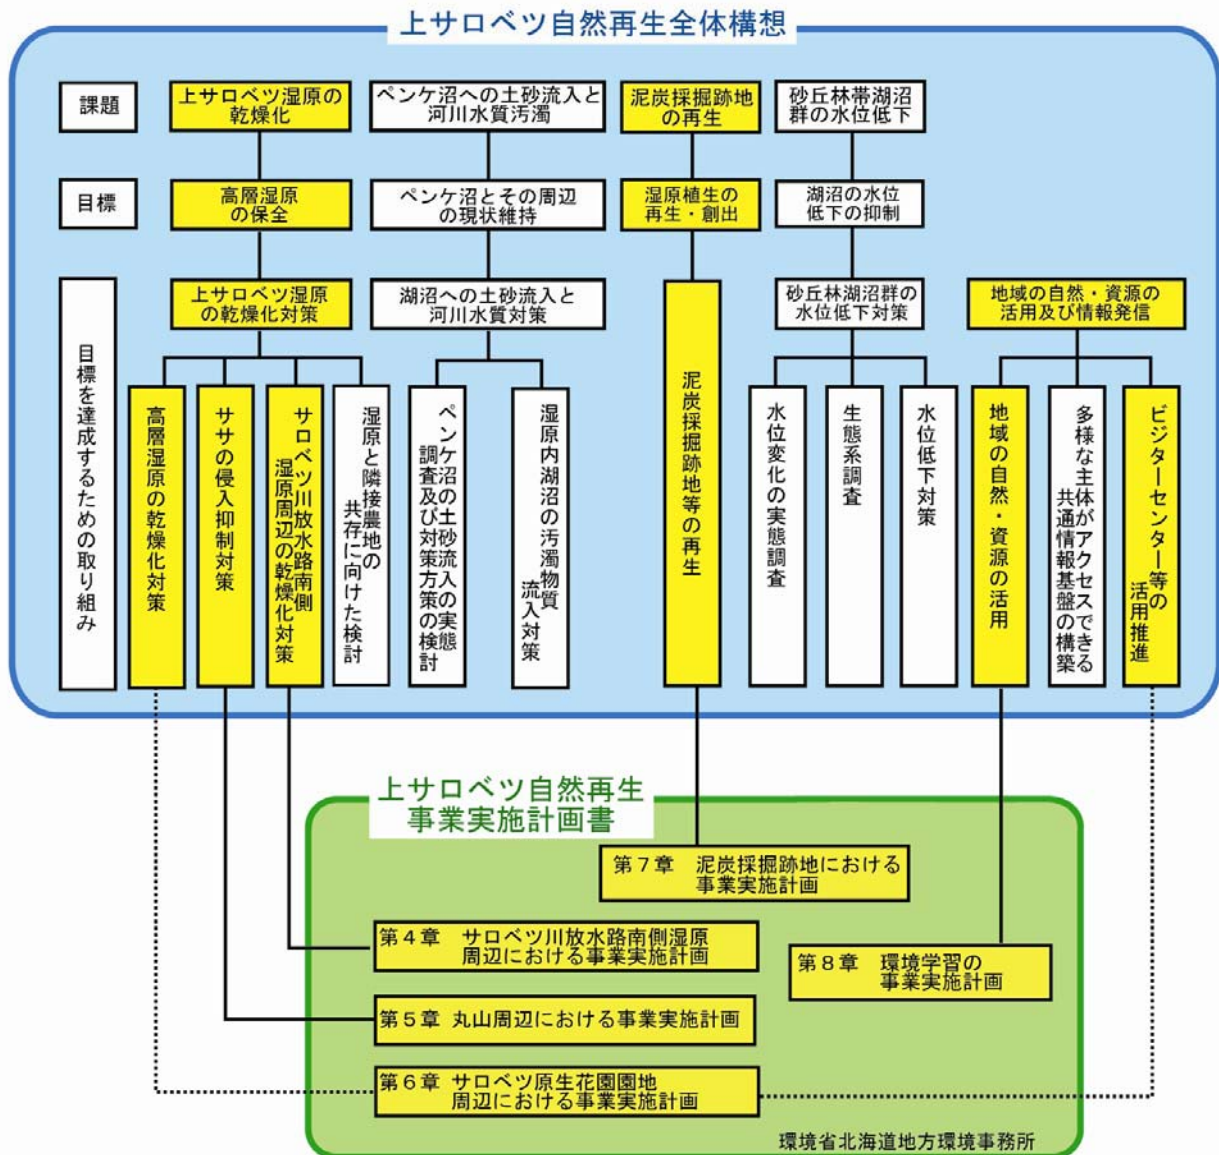 上サロベツ自然再生全体構想
課題
上サロベツ湿原の
乾燥化
ペンケ沼への土砂流入と
河川水質汚濁
泥炭採掘跡地
の再生
砂丘林帯湖沼
群の水位低下
目標
高層湿原
の保全
ペンケ沼とその周辺
の現状維持
湿原植生の
再生・創出
湖沼の水位
低下の抑制
目標を達成するための取り組み
上サロベツ湿原
の乾燥化対策
湖沼への土砂流入と
河川水質対策
砂丘林湖沼群の
水位低下対策
地域の自然・資源の
活用及び情報発信
高層湿原の乾燥化対策
ササの侵入抑制対策
サロベツ川放水路南側
湿原周辺の乾燥化対策
湿原と隣接農地の
共存に向けた検討
ペンケ沼の土砂流入の実態
調査及び対策方策の検討
湿原内湖沼の汚濁物質
流入対策
泥炭採掘跡地等の再生
水位変化の実態調査
生態系調査
水位低下対策
地域の自然・資源の活用
多様な主体がアクセスできる
共通情報基盤の構築
ビジターセンター等の
活用推進
上サロベツ自然再生
事業実施計画書
第7章 泥炭採掘跡地における
事業実施計画
第4章 サロベツ川放水路南側湿原
周辺における事業実施計画
第8章 環境学習の
事業実施計画
第5章 丸山周辺における事業実施計画
第6章 サロベツ原生花園園地
周辺における事業実施計画
環境省北海道地方環境事務所